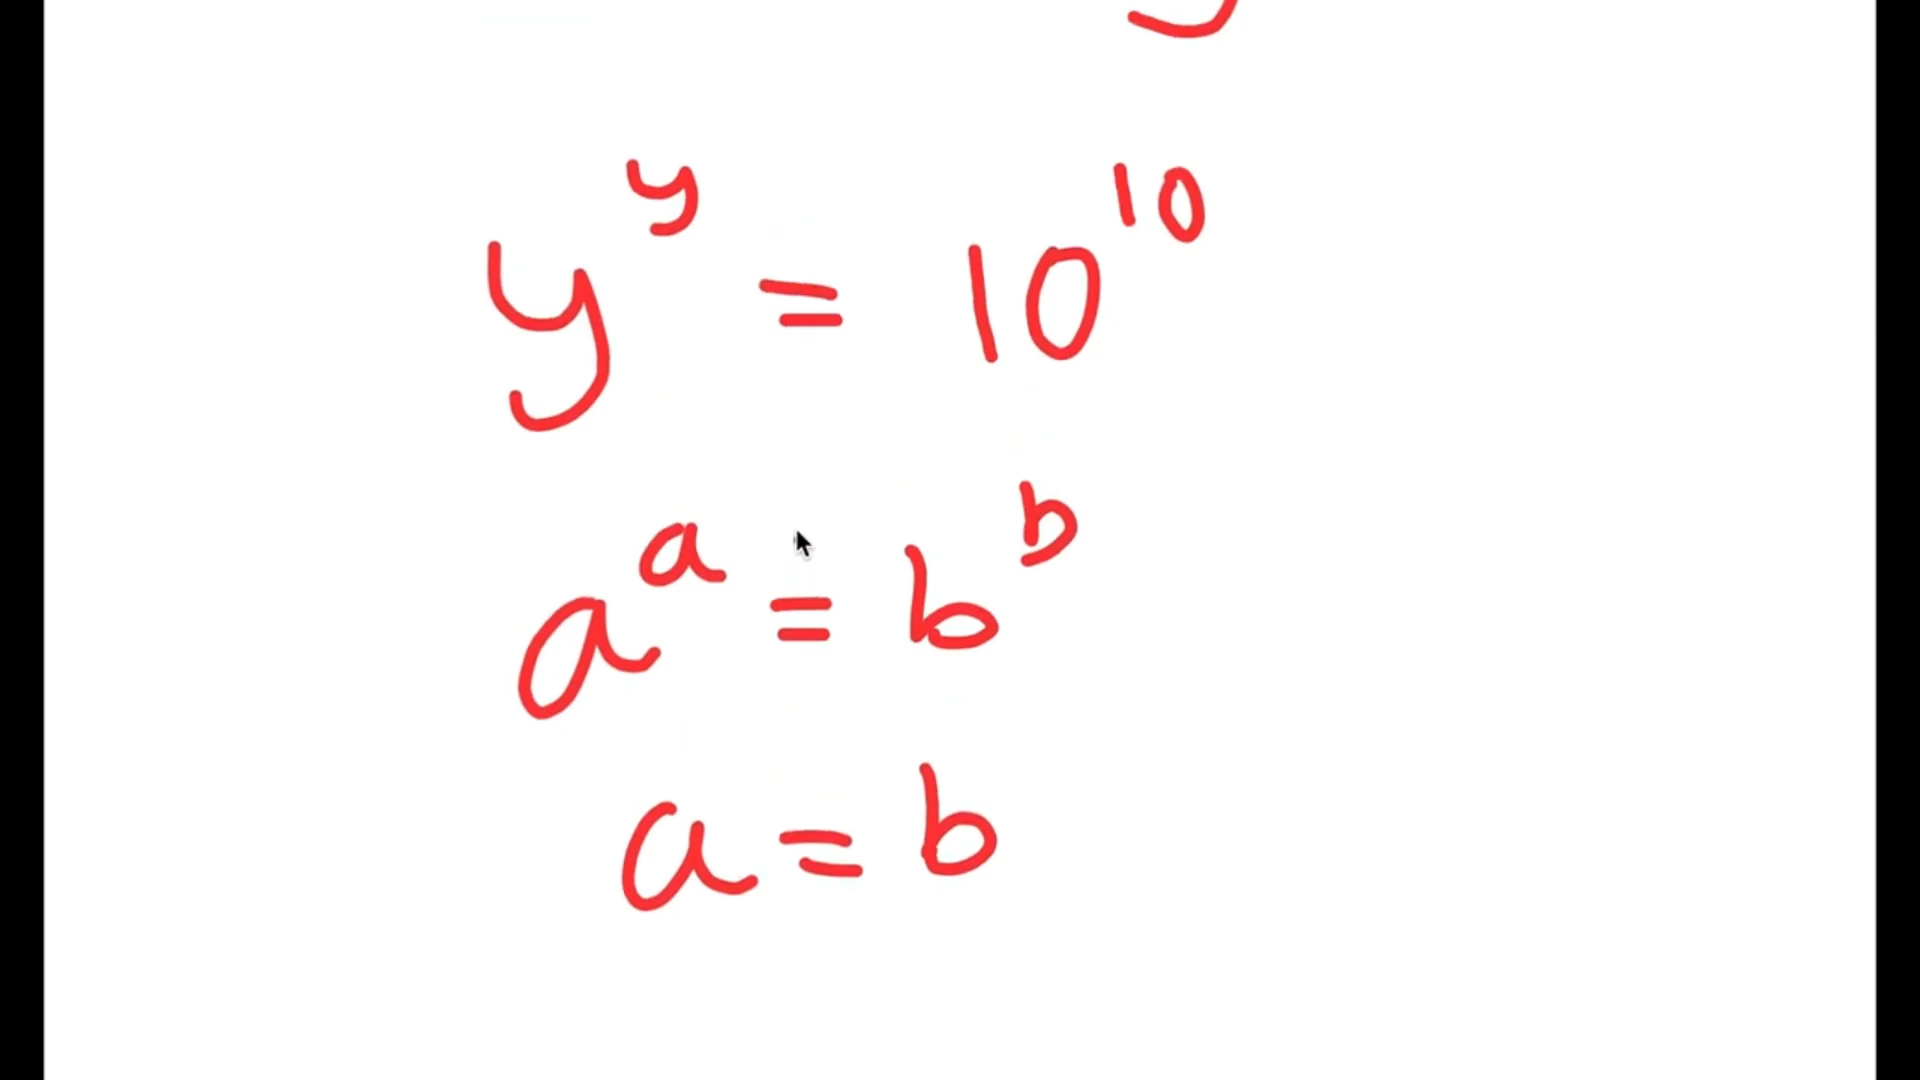 y^y = 10^10
a^a = b^b
a = b